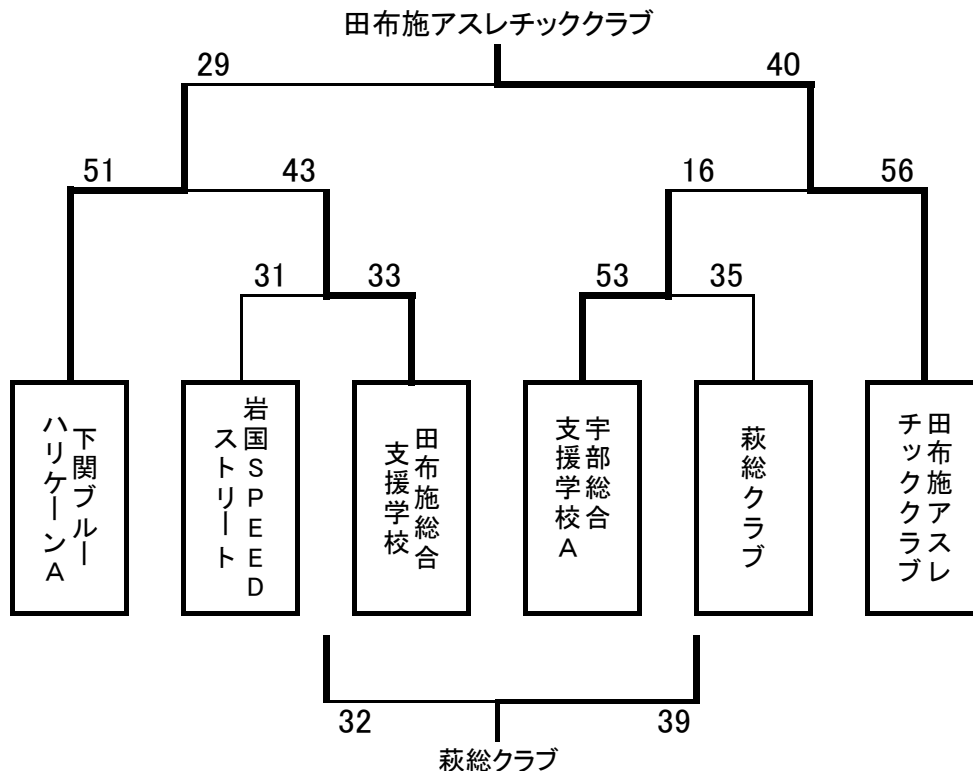 田布施アスレチッククラブ
29
40
51
43
16
56
31
33
53
35
下関ブルー
ハリケーンA
岩国SPEED
ストリート
田布施総合
支援学校
宇部総合
支援学校A
萩総クラブ
田布施アスレ
チッククラブ
32
39
萩総クラブ